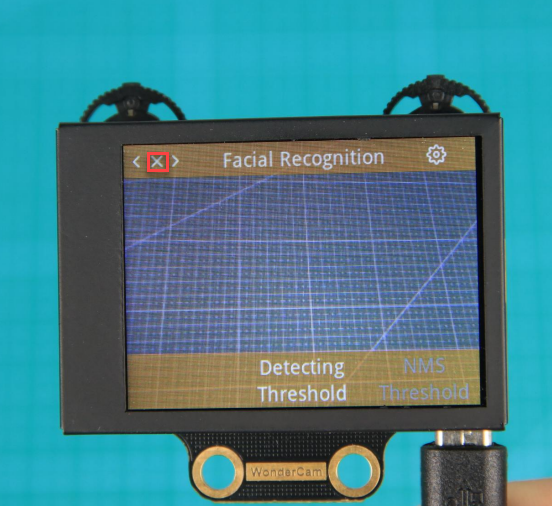 Facial Recognition
Detecting NMS
Threshold Threshold
WonderCam